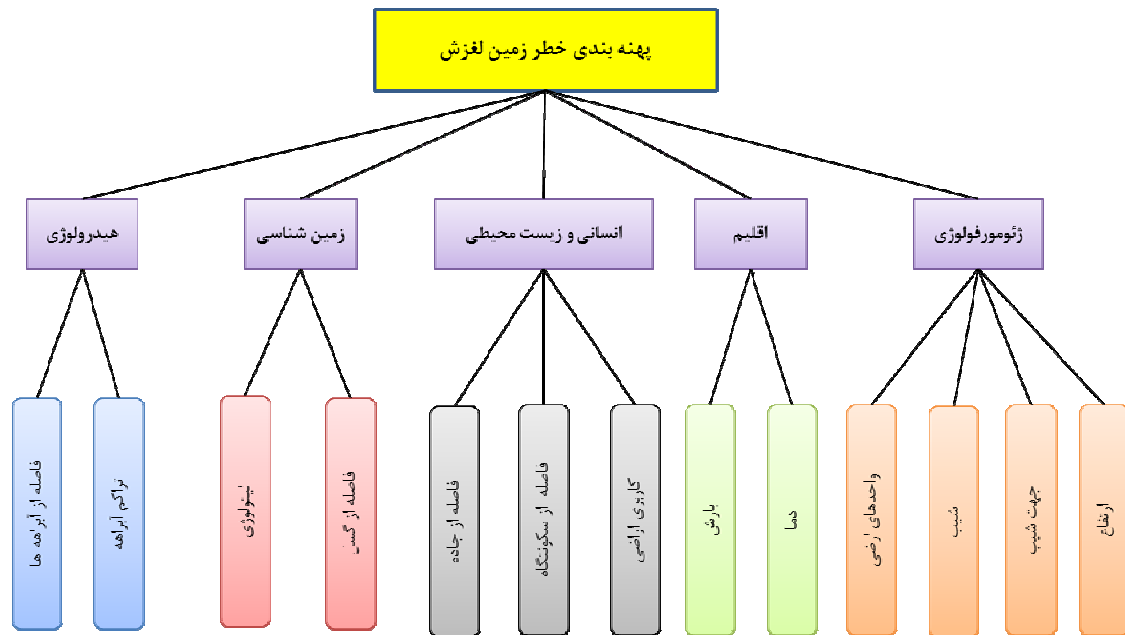 پهنه بندی خطر زمین لغزش
ژئومورفولوژی
اقلیم
انسانی و زیست محیطی
زمین شناسی
هیدرولوژی
ارتفاع
جهت شیب
شیب
واحدهای ارضی
دما
بارش
کاربری اراضی
فاصله از سکونتگاه
فاصله از جاده
فاصله از گسل
لیتولوژی
تراکم آبراهه
فاصله از آبراهه ها